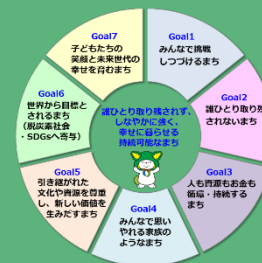 Goal1
みんなで挑戦
しつづけるまち
Goal2
誰ひとり取り残
されないまち
Goal3
人も資源もお金も
循環・持続する
まち
Goal4
みんなで思い
やれる家族の
ようなまち
Goal5
引き継がれた
文化や資源を尊重
し、新しい価値を
生みだすまち
Goal6
世界から目標と
されるまち
(脱炭素社会
・SDGsへ寄与)
Goal7
子どもたちの
笑顔と未来世代の
幸せを育むまち
誰ひとり取り残されず、
しなやかに強く、
幸せに暮らせる
持続可能なまち